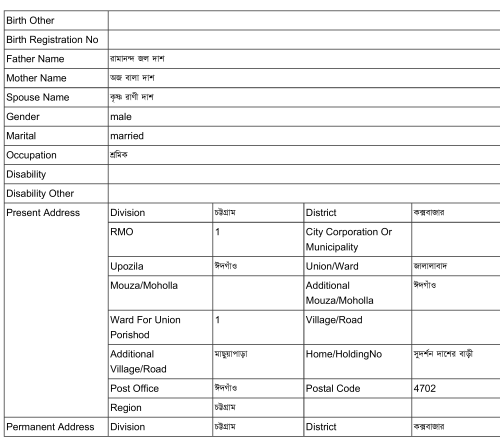 Birth Other
Birth Registration No
Father Name রামানন্দ জল দাশ
Mother Name অজ বালা দাশ
Spouse Name কৃষ্ণ রাণী দাশ
Gender male
Marital married
Occupation শ্রমিক
Disability
Disability Other
Present Address Division চট্টগ্রাম District কক্সবাজার
RMO 1 City Corporation Or
Municipality
Upozila ঈদগাঁও Union/Ward জালালাবাদ
Mouza/Moholla Additional ঈদগাঁও
Mouza/Moholla
Ward For Union 1 Village/Road
Porishod
Additional মাছুয়াপাড়া Home/HoldingNo সুদর্শন দাশের বাড়ী
Village/Road
Post Office ঈদগাঁও Postal Code 4702
Region চট্টগ্রাম
Permanent Address Division চট্টগ্রাম District কক্সবাজার